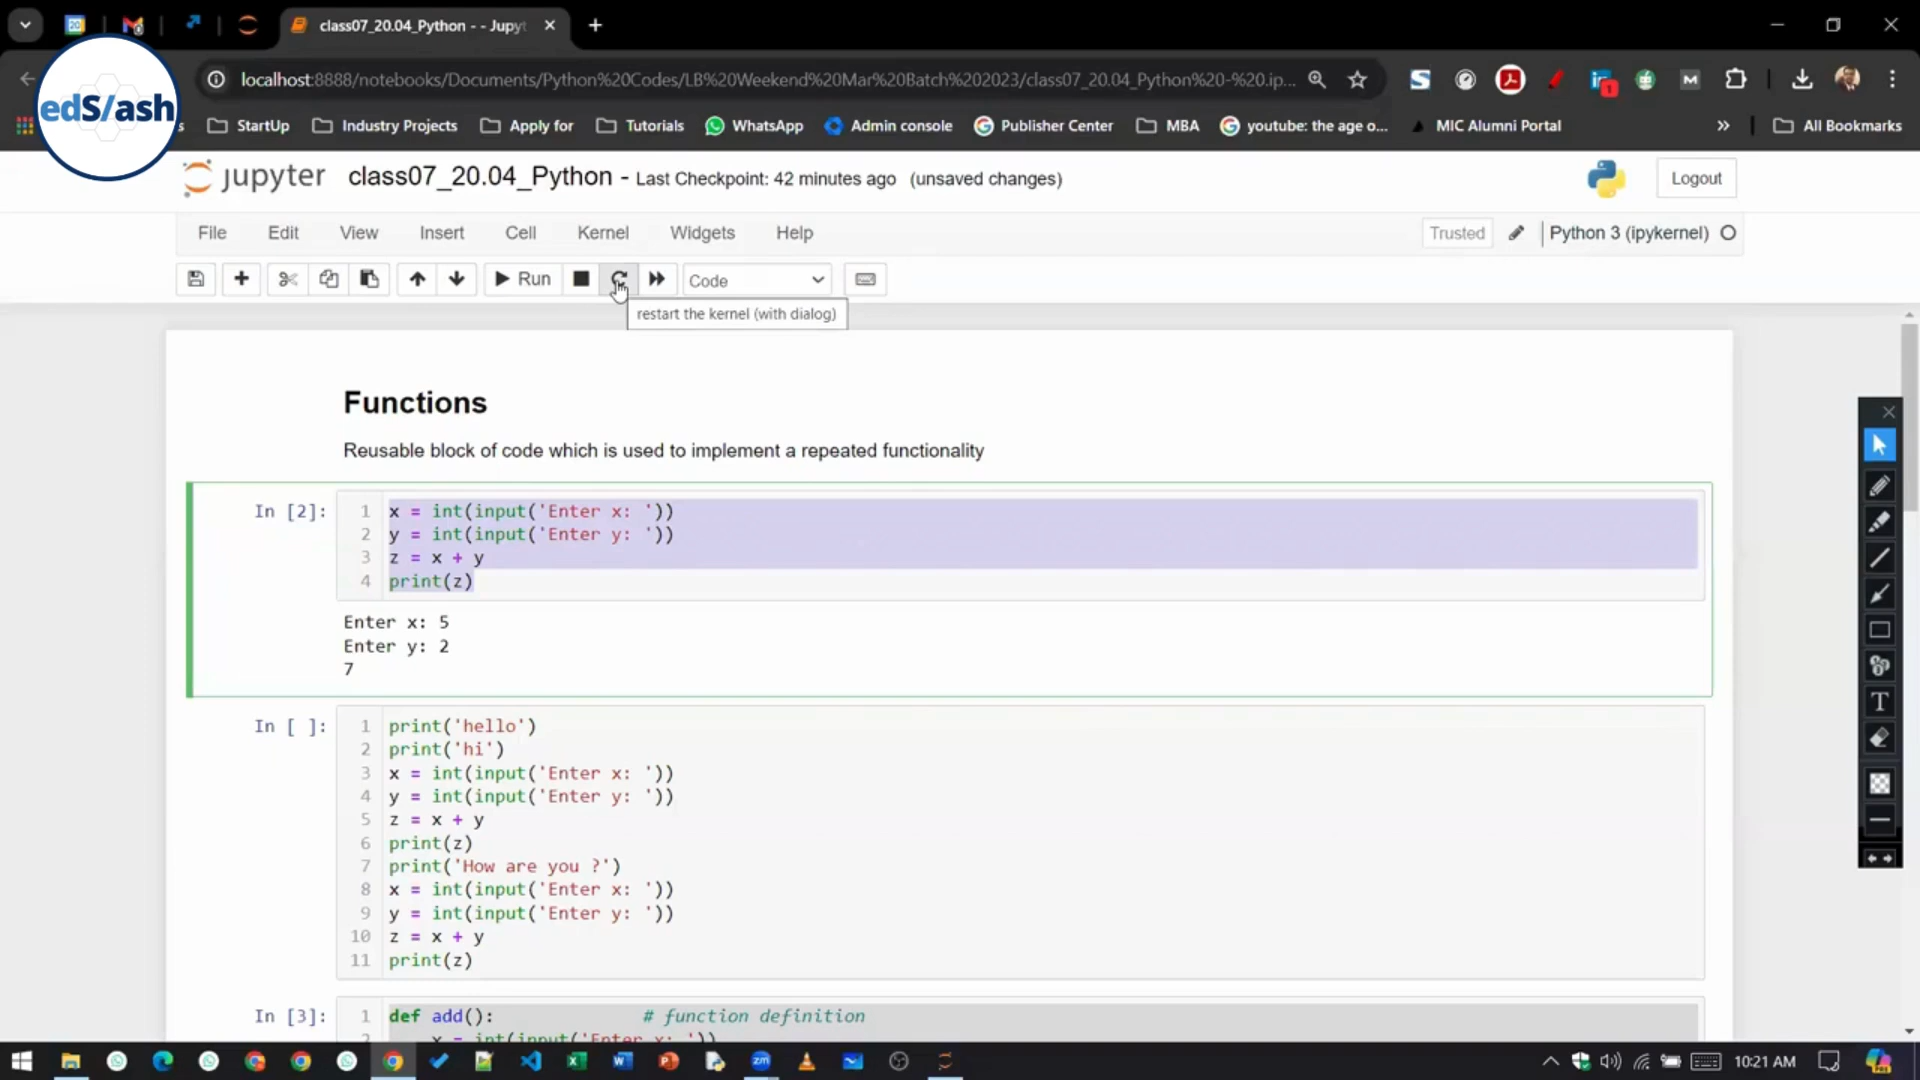 class07_20.04_Python - - Jupyt
edS/ash
localhost:8888/notebooks/Documents/Python%20Codes/LB%20Weekend%20Mar%20Batch%202023/class07_20.04_Python%20-%20.ip...
StartUp Industry Projects Apply for Tutorials WhatsApp Admin console Publisher Center MBA youtube: the age o... MIC Alumni Portal » All Bookmarks
jupyter class07_20.04_Python - Last Checkpoint: 42 minutes ago (unsaved changes) Logout
File Edit View Insert Cell Kernel Widgets Help Trusted Python 3 (ipykernel)
Run Code
restart the kernel (with dialog)
Functions
Reusable block of code which is used to implement a repeated functionality
In [2]: 1 x = int(input('Enter x: '))
2 y = int(input('Enter y: '))
3 z = x + y
4 print(z)
Enter x: 5
Enter y: 2
7
In [ ]: 1 print('hello')
2 print('hi')
3 x = int(input('Enter x: '))
4 y = int(input('Enter y: '))
5 z = x + y
6 print(z)
7 print('How are you ?')
8 x = int(input('Enter x: '))
9 y = int(input('Enter y: '))
10 z = x + y
11 print(z)
In [3]: 1 def add(): # function definition
2 x = int(input('Enter x: '))
10:21 AM